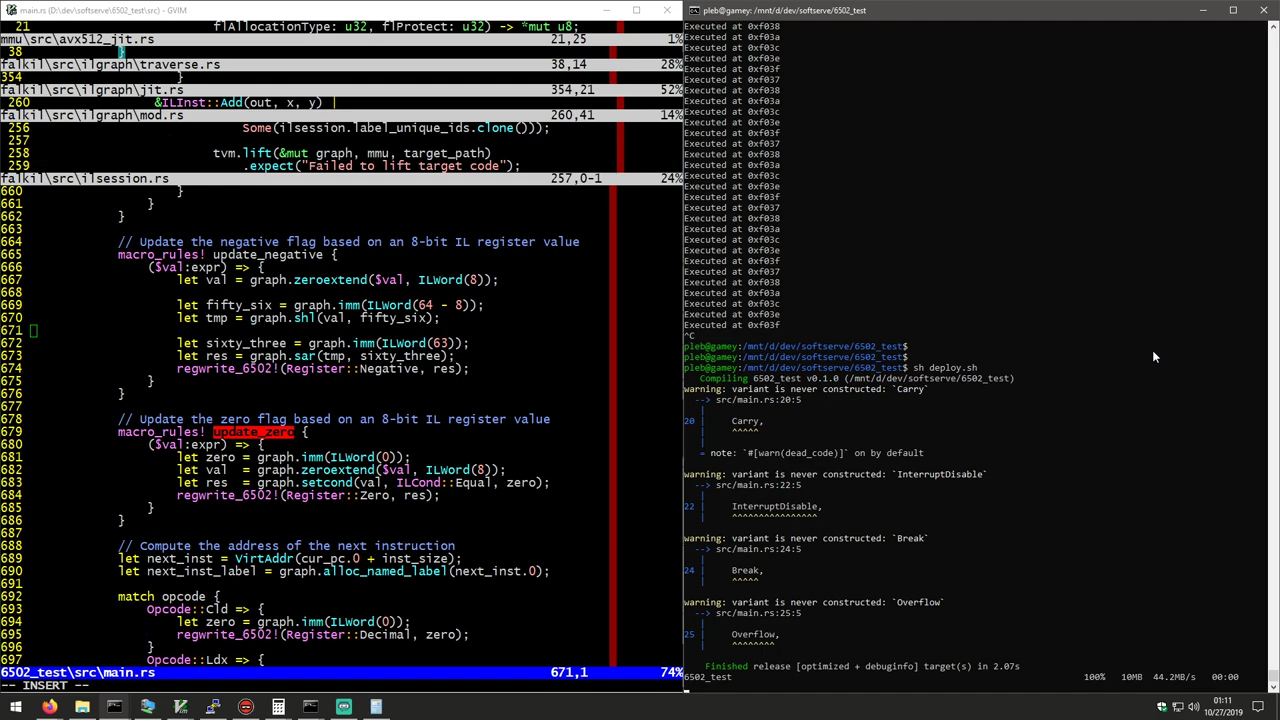 main.rs (D:\dev\softserve\6502_test\src) - GVIM
21 flAllocationType: u32, flProtect: u32) -> *mut u8;
mmu\src\avx512_jit.rs 21,25 1%
38 }
falkil\src\ilgraph\traverse.rs 38,14 28%
354 }
falkil\src\ilgraph\jit.rs 354,21 52%
260 &ILInst::Add(out, x, y) |
falkil\src\ilgraph\mod.rs 260,41 14%
256 Some(ilsession.label_unique_ids.clone()));
257
258 tvm.lift(&mut graph, mmu, target_path)
259 .expect("Failed to lift target code");
falkil\src\ilsession.rs 257,0-1 24%
660 }
661 }
662 }
663
664 // Update the negative flag based on an 8-bit IL register value
665 macro_rules! update_negative {
666 ($val:expr) => {
667 let val = graph.zeroextend($val, ILWord(8));
668
669 let fifty_six = graph.imm(ILWord(64 - 8));
670 let tmp = graph.shl(val, fifty_six);
671
672 let sixty_three = graph.imm(ILWord(63));
673 let res = graph.sar(tmp, sixty_three);
674 regwrite_6502!(Register::Negative, res);
675 }
676 }
677
678 // Update the zero flag based on an 8-bit IL register value
679 macro_rules! update_zero {
680 ($val:expr) => {
681 let zero = graph.imm(ILWord(0));
682 let val  = graph.zeroextend($val, ILWord(8));
683 let res  = graph.setcond(val, ILCond::Equal, zero);
684 regwrite_6502!(Register::Zero, res);
685 }
686 }
687
688 // Compute the address of the next instruction
689 let next_inst = VirtAddr(cur_pc.0 + inst_size);
690 let next_inst_label = graph.alloc_named_label(next_inst.0);
691
692 match opcode {
693 Opcode::Cld => {
694 let zero = graph.imm(ILWord(0));
695 regwrite_6502!(Register::Decimal, zero);
696 }
697 Opcode::Ldx => {
6502_test\src\main.rs 671,1 74%
-- INSERT --
pleb@gamey: /mnt/d/dev/softserve/6502_test
Executed at 0xf038
Executed at 0xf03a
Executed at 0xf03c
Executed at 0xf03e
Executed at 0xf03f
Executed at 0xf037
Executed at 0xf038
Executed at 0xf03a
Executed at 0xf03c
Executed at 0xf03e
Executed at 0xf03f
Executed at 0xf037
Executed at 0xf038
Executed at 0xf03a
Executed at 0xf03c
Executed at 0xf03e
Executed at 0xf03f
Executed at 0xf037
Executed at 0xf038
Executed at 0xf03a
Executed at 0xf03c
Executed at 0xf03e
Executed at 0xf03f
Executed at 0xf037
Executed at 0xf038
Executed at 0xf03a
Executed at 0xf03c
Executed at 0xf03e
Executed at 0xf03f
^C
pleb@gamey:/mnt/d/dev/softserve/6502_test$
pleb@gamey:/mnt/d/dev/softserve/6502_test$
pleb@gamey:/mnt/d/dev/softserve/6502_test$ sh deploy.sh
Compiling 6502_test v0.1.0 (/mnt/d/dev/softserve/6502_test)
warning: variant is never constructed: `Carry`
--> src/main.rs:20:5
|
20 | Carry,
| ^^^^^
|
= note: `#[warn(dead_code)]` on by default
warning: variant is never constructed: `InterruptDisable`
--> src/main.rs:22:5
|
22 | InterruptDisable,
| ^^^^^^^^^^^^^^^^
warning: variant is never constructed: `Break`
--> src/main.rs:24:5
|
24 | Break,
| ^^^^^
warning: variant is never constructed: `Overflow`
--> src/main.rs:25:5
|
25 | Overflow,
| ^^^^^^^^
Finished release [optimized + debuginfo] target(s) in 2.07s
6502_test 100% 10MB 44.2MB/s 00:00
01:11
10/27/2019